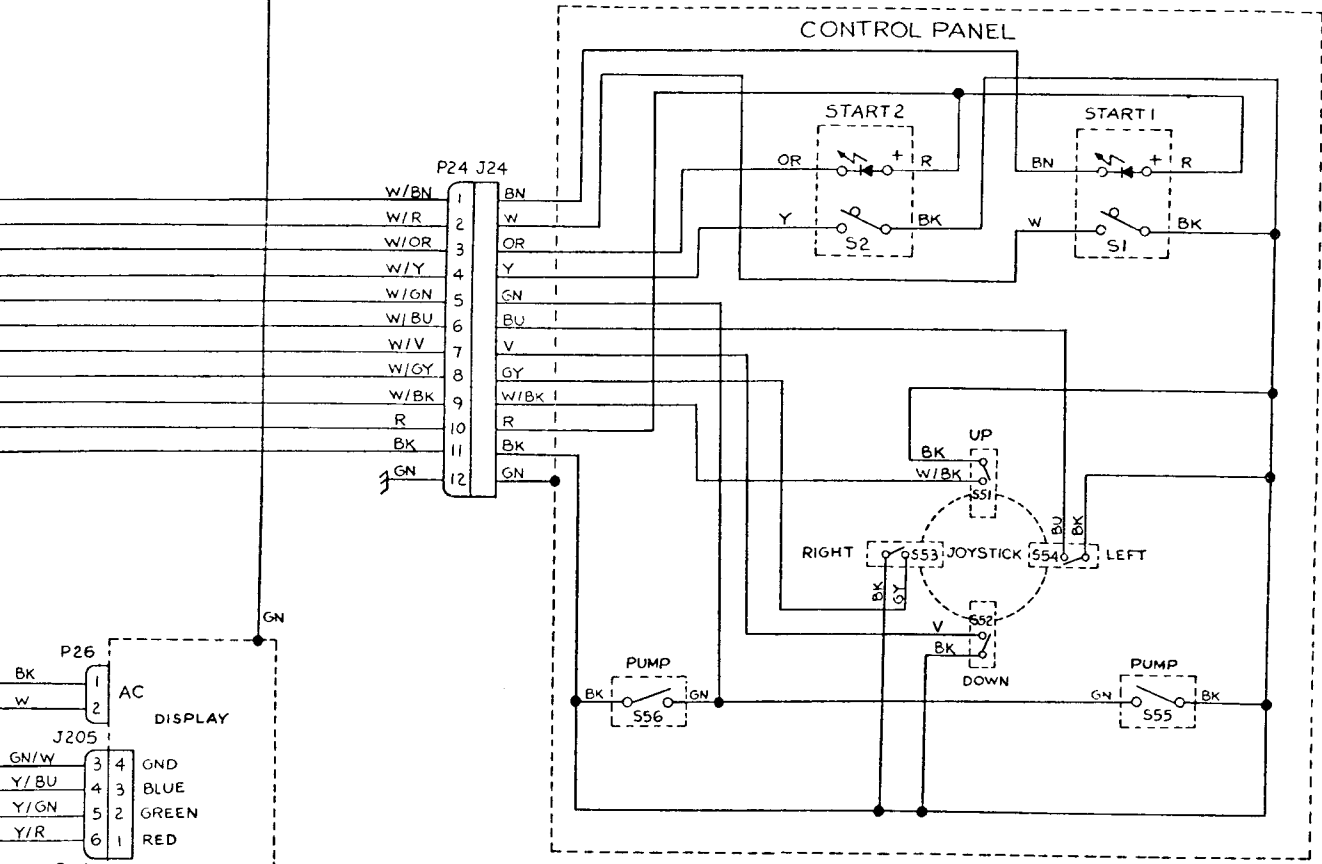 CONTROL PANEL
START 2
START 1
OR
+
R
BN
+
R
Y
S2
BK
W
S1
BK
P24 J24
W/BN 1 BN
W/R 2 W
W/OR 3 OR
W/Y 4 Y
W/GN 5 GN
W/BU 6 BU
W/V 7 V
W/GY 8 GY
W/BK 9 W/BK
R 10 R
BK 11 BK
GN 12 GN
UP
BK
W/BK
S51
BU
BK
RIGHT
S53
JOYSTICK
S54
LEFT
BK
GY
S52
V
BK
DOWN
PUMP
BK
GN
S56
PUMP
GN
BK
S55
GN
P26
BK 1
W 2
AC
DISPLAY
J205
GN/W 3 4 GND
Y/BU 4 3 BLUE
Y/GN 5 2 GREEN
Y/R 6 1 RED